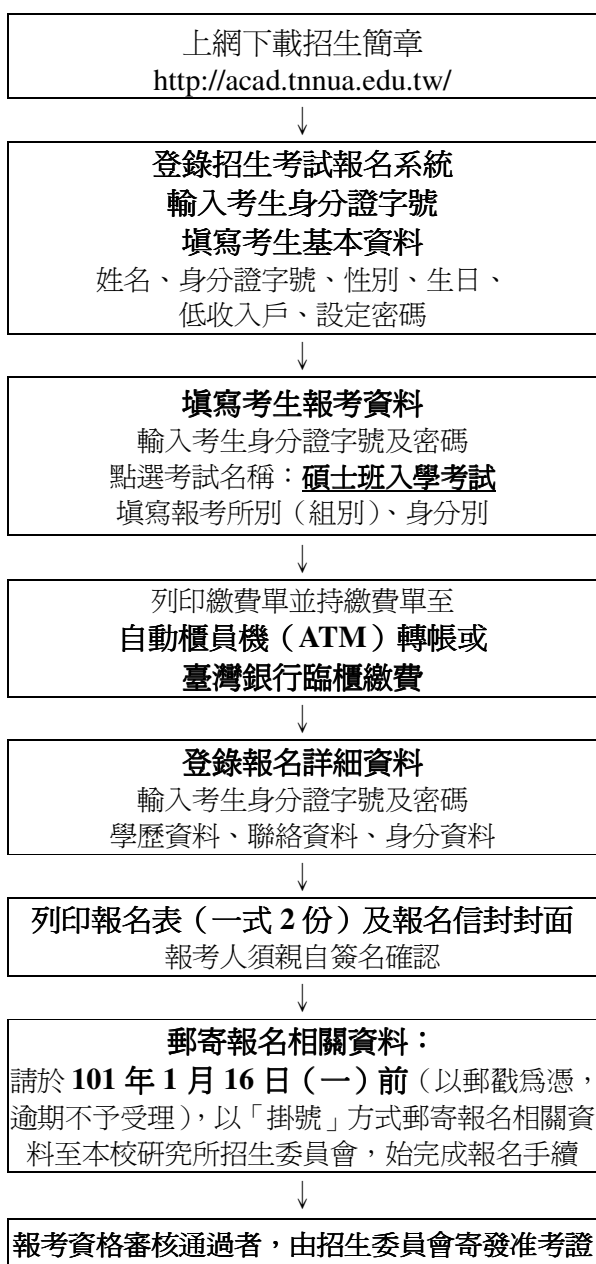 上網下載招生簡章
http://acad.tnnua.edu.tw/
↓
登錄招生考試報名系統
輸入考生身分證字號
填寫考生基本資料
姓名、身分證字號、性別、生日、
低收入戶、設定密碼
↓
填寫考生報考資料
輸入考生身分證字號及密碼
點選考試名稱：碩士班入學考試
填寫報考所別（組別）、身分別
↓
列印繳費單並持繳費單至
自動櫃員機（ATM）轉帳或
臺灣銀行臨櫃繳費
↓
登錄報名詳細資料
輸入考生身分證字號及密碼
學歷資料、聯絡資料、身分資料
↓
列印報名表（一式 2 份）及報名信封封面
報考人須親自簽名確認
↓
郵寄報名相關資料：
請於 101 年 1 月 16 日（一）前（以郵戳為憑，
逾期不予受理），以「掛號」方式郵寄報名相關資
料至本校研究所招生委員會，始完成報名手續
↓
報考資格審核通過者，由招生委員會寄發准考證